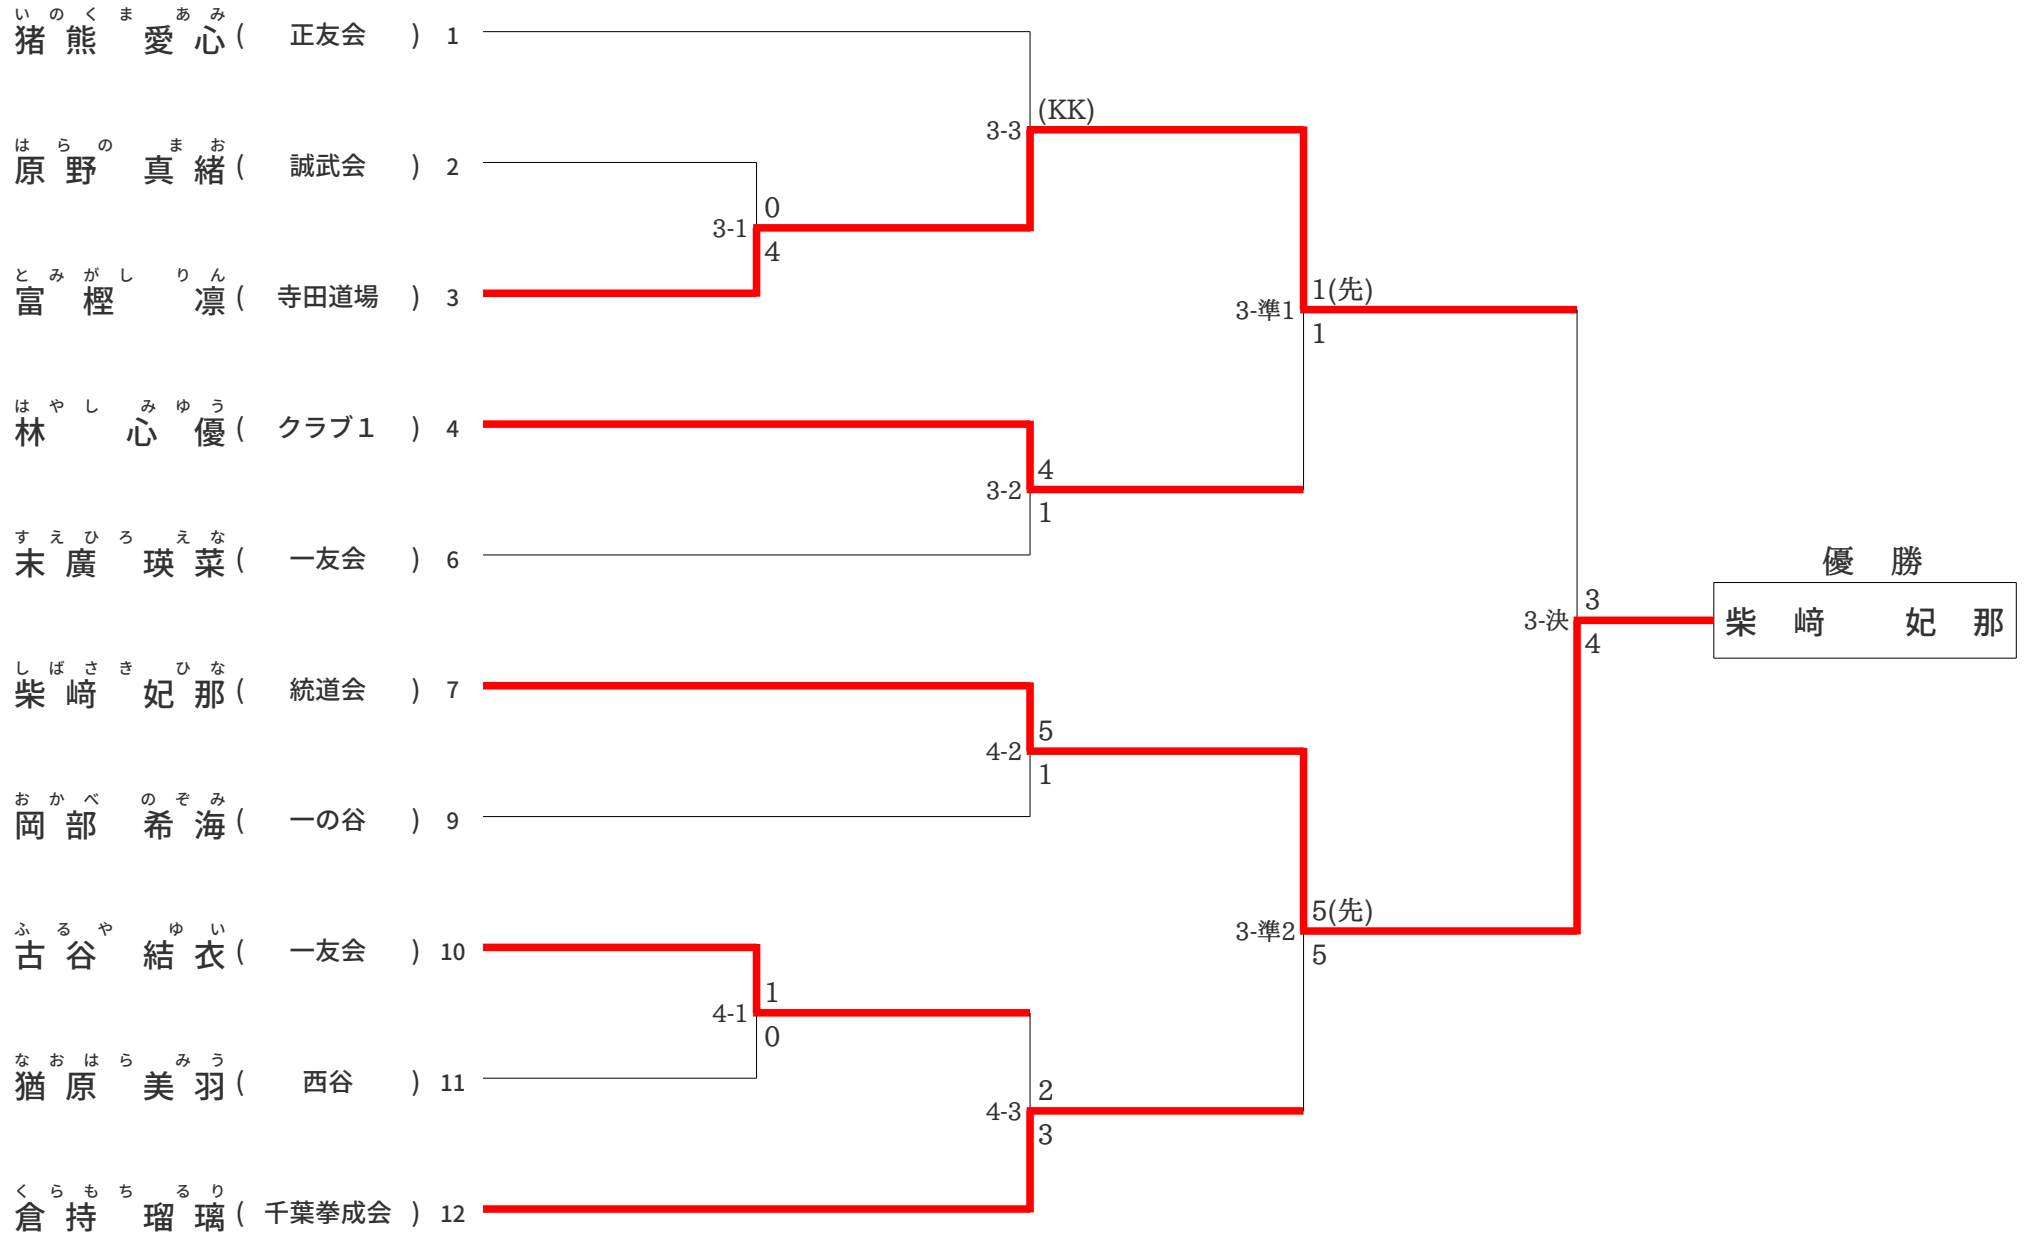 いのくま あみ
猪熊 愛心 ( 正友会 ) 1
(KK)
3-3
はらの まお
原野 真緒 ( 誠武会 ) 2
0
3-1
4
とみがし りん
富樫 凛 ( 寺田道場 ) 3
1(先)
3-準1
1
はやし みゆう
林 心優 ( クラブ１ ) 4
4
3-2
1
すえひろ えな
末廣 瑛菜 ( 一友会 ) 6
優 勝
3
3-決
柴﨑 妃那
4
しばさき ひな
柴﨑 妃那 ( 統道会 ) 7
5
4-2
1
おかべ のぞみ
岡部 希海 ( 一の谷 ) 9
5(先)
3-準2
5
ふるや ゆい
古谷 結衣 ( 一友会 ) 10
1
4-1
0
なおはら みう
猶原 美羽 ( 西谷 ) 11
2
4-3
3
くらもち るり
倉持 瑠璃 ( 千葉拳成会 ) 12